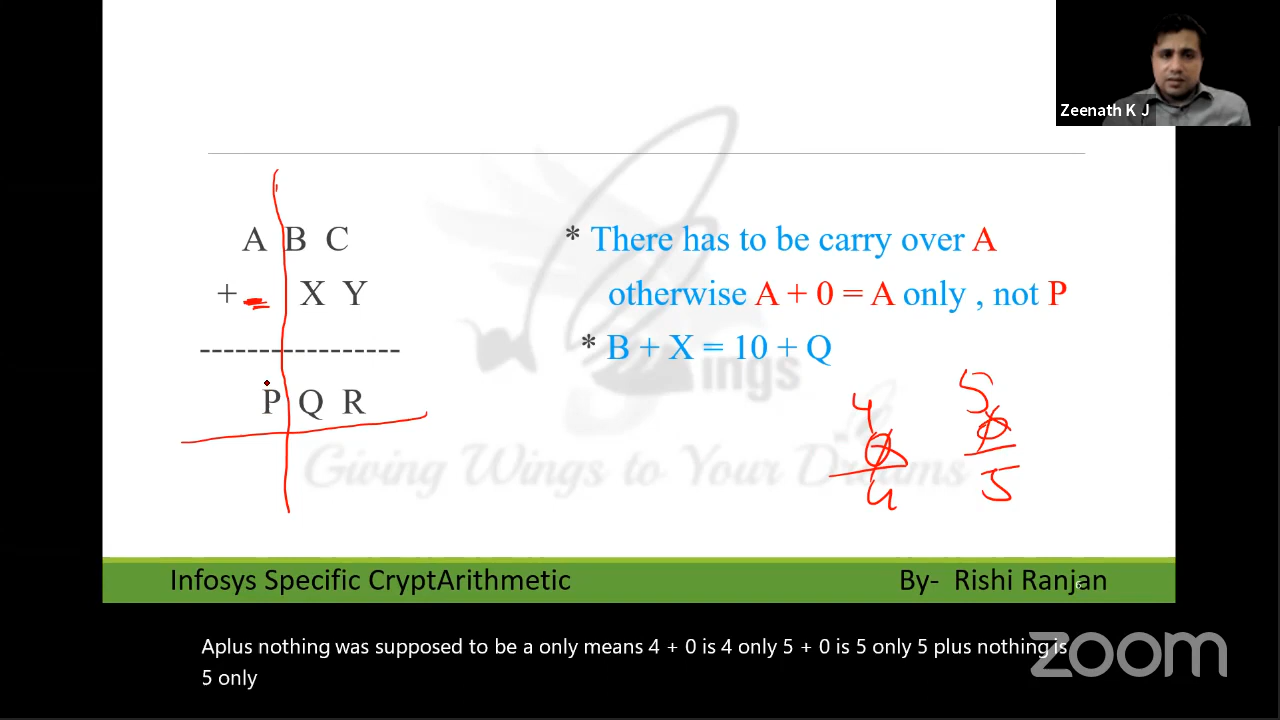 Zeenath K J
A B C
+ X Y
-----------------
P Q R
* There has to be carry over A
otherwise A + 0 = A only , not P
* B + X = 10 + Q
4
0
4
5
0
5
Wings
Giving Wings to Your Dreams
Infosys Specific CryptArithmetic
By- Rishi Ranjan
Aplus nothing was supposed to be a only means 4 + 0 is 4 only 5 + 0 is 5 only 5 plus nothing is
5 only
zoom